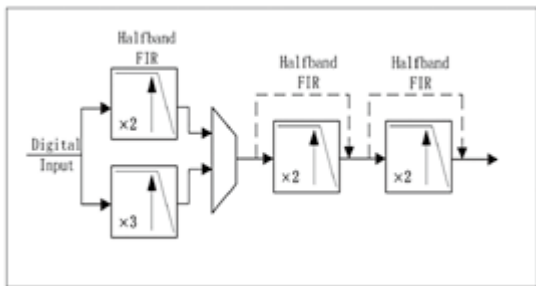 Halfband
FIR
×2
Digital
Input
×3
Halfband
FIR
×2
Halfband
FIR
×2